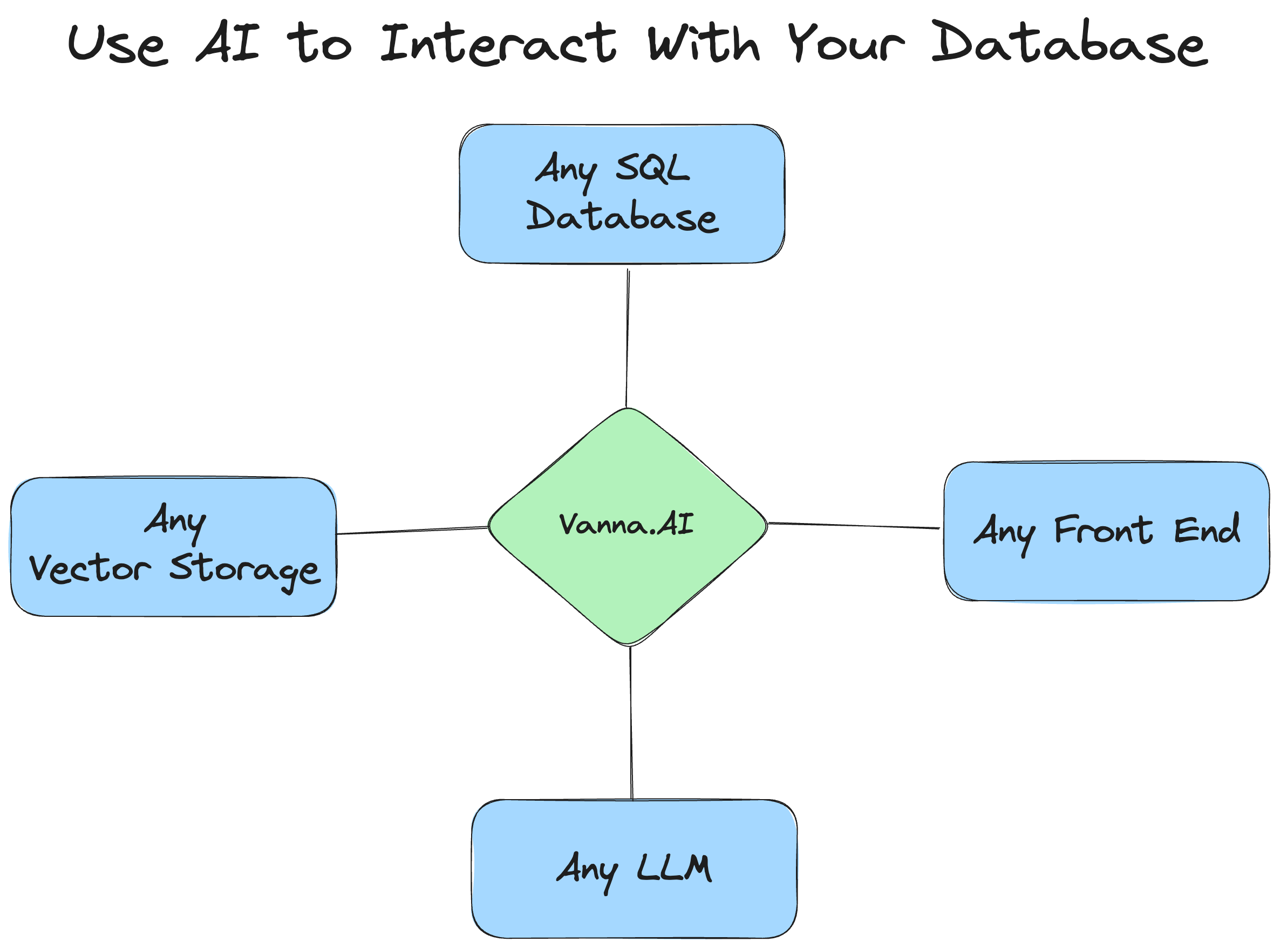 Use AI to Interact With Your Database
Any SQL
Database
Any
Vector Storage
Vanna.AI
Any Front End
Any LLM